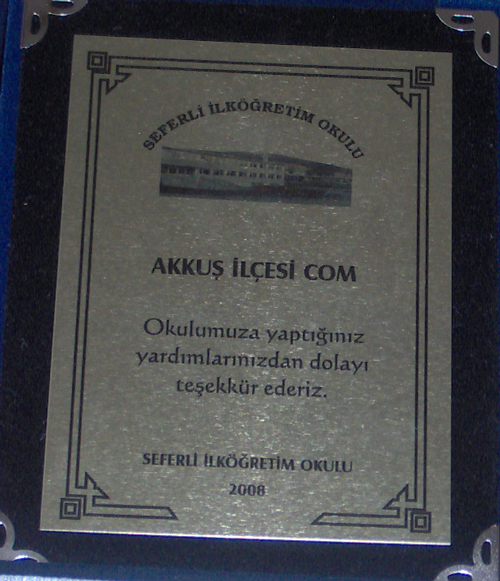 SEFERLİ İLKÖĞRETİM OKULU
AKKUŞ İLÇESİ COM
Okulumuza yaptığınız
yardımlarınızdan dolayı
teşekkür ederiz.
SEFERLİ İLKÖĞRETİM OKULU
2008